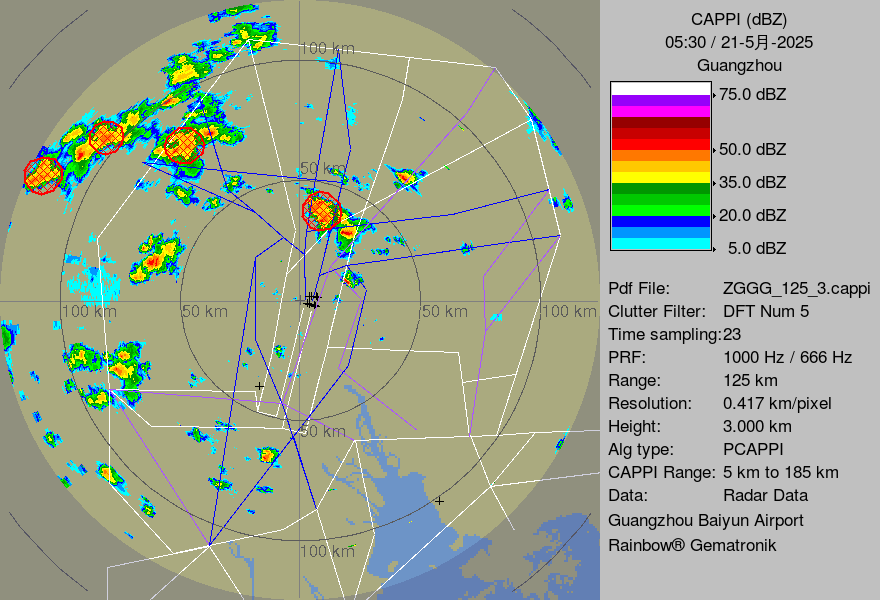 CAPPI (dBZ)
05:30 / 21-5月-2025
Guangzhou
75.0 dBZ
50.0 dBZ
35.0 dBZ
20.0 dBZ
5.0 dBZ
Pdf File: ZGGG_125_3.cappi
Clutter Filter: DFT Num 5
Time sampling:23
PRF: 1000 Hz / 666 Hz
Range: 125 km
Resolution: 0.417 km/pixel
Height: 3.000 km
Alg type: PCAPPI
CAPPI Range: 5 km to 185 km
Data: Radar Data
Guangzhou Baiyun Airport
Rainbow® Gematronik
100 km
50 km
100 km
50 km
50 km
100 km
50 km
100 km